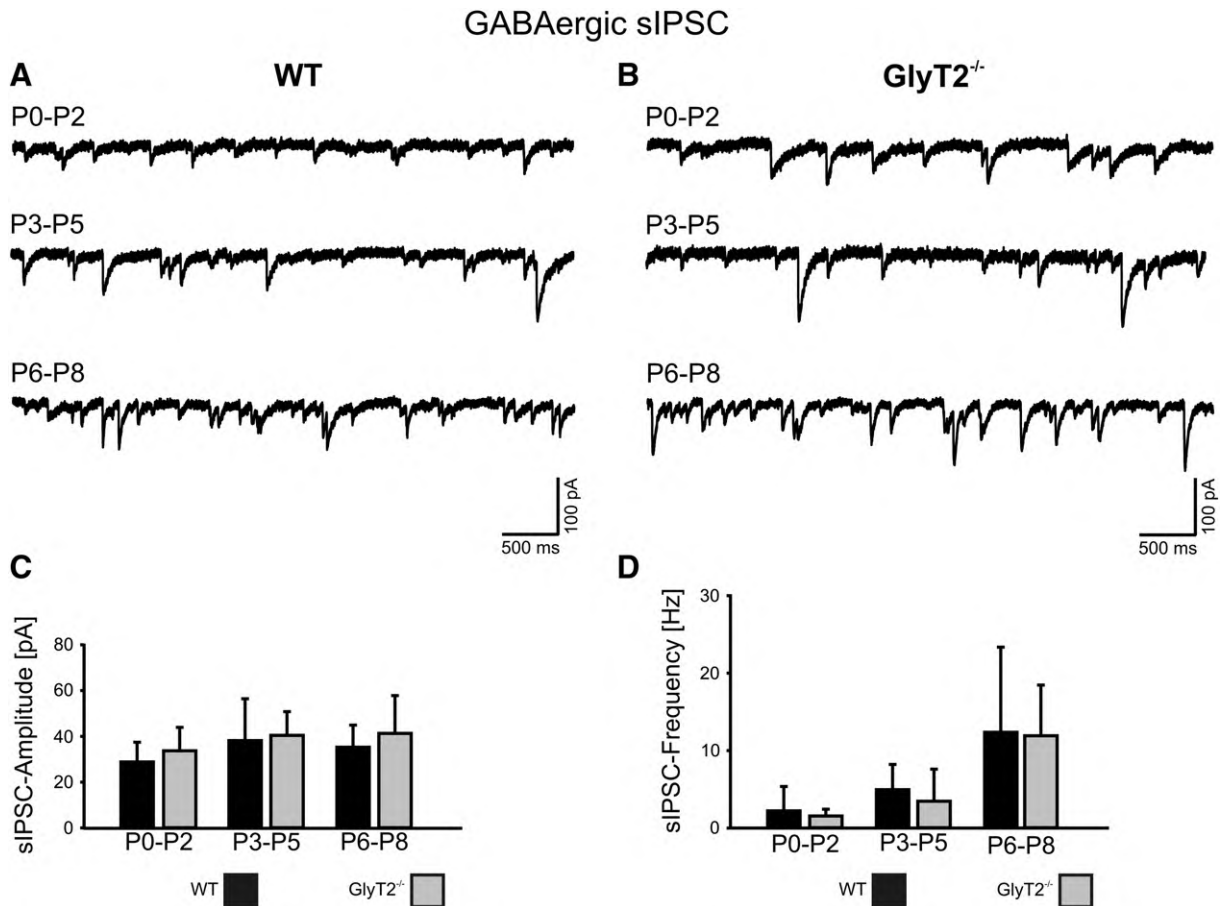 GABAergic sIPSC
A
WT
P0-P2
P3-P5
P6-P8
100 pA
500 ms
B
GlyT2-/-
P0-P2
P3-P5
P6-P8
100 pA
500 ms
C
sIPSC-Amplitude [pA]
80
60
40
20
0
P0-P2 P3-P5 P6-P8
WT GlyT2-/-
D
sIPSC-Frequency [Hz]
30
20
10
0
P0-P2 P3-P5 P6-P8
WT GlyT2-/-